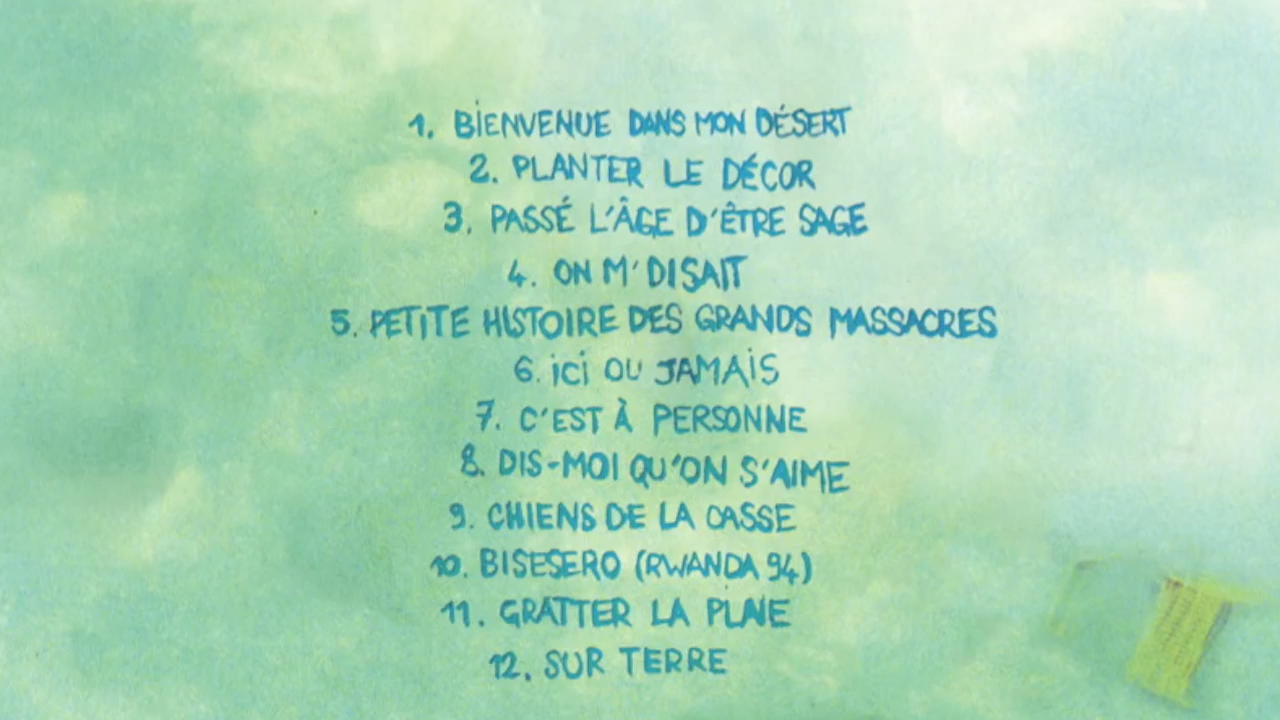 1. BIENVENUE DANS MON DÉSERT
2. PLANTER LE DÉCOR
3. PASSÉ L'ÂGE D'ÊTRE SAGE
4. ON M'DISAIT
5. PETITE HISTOIRE DES GRANDS MASSACRES
6. ICI OU JAMAIS
7. C'EST À PERSONNE
8. DIS-MOI QU'ON S'AIME
9. CHIENS DE LA CASSE
10. BISESERO (RWANDA 94)
11. GRATTER LA PLAIE
12. SUR TERRE